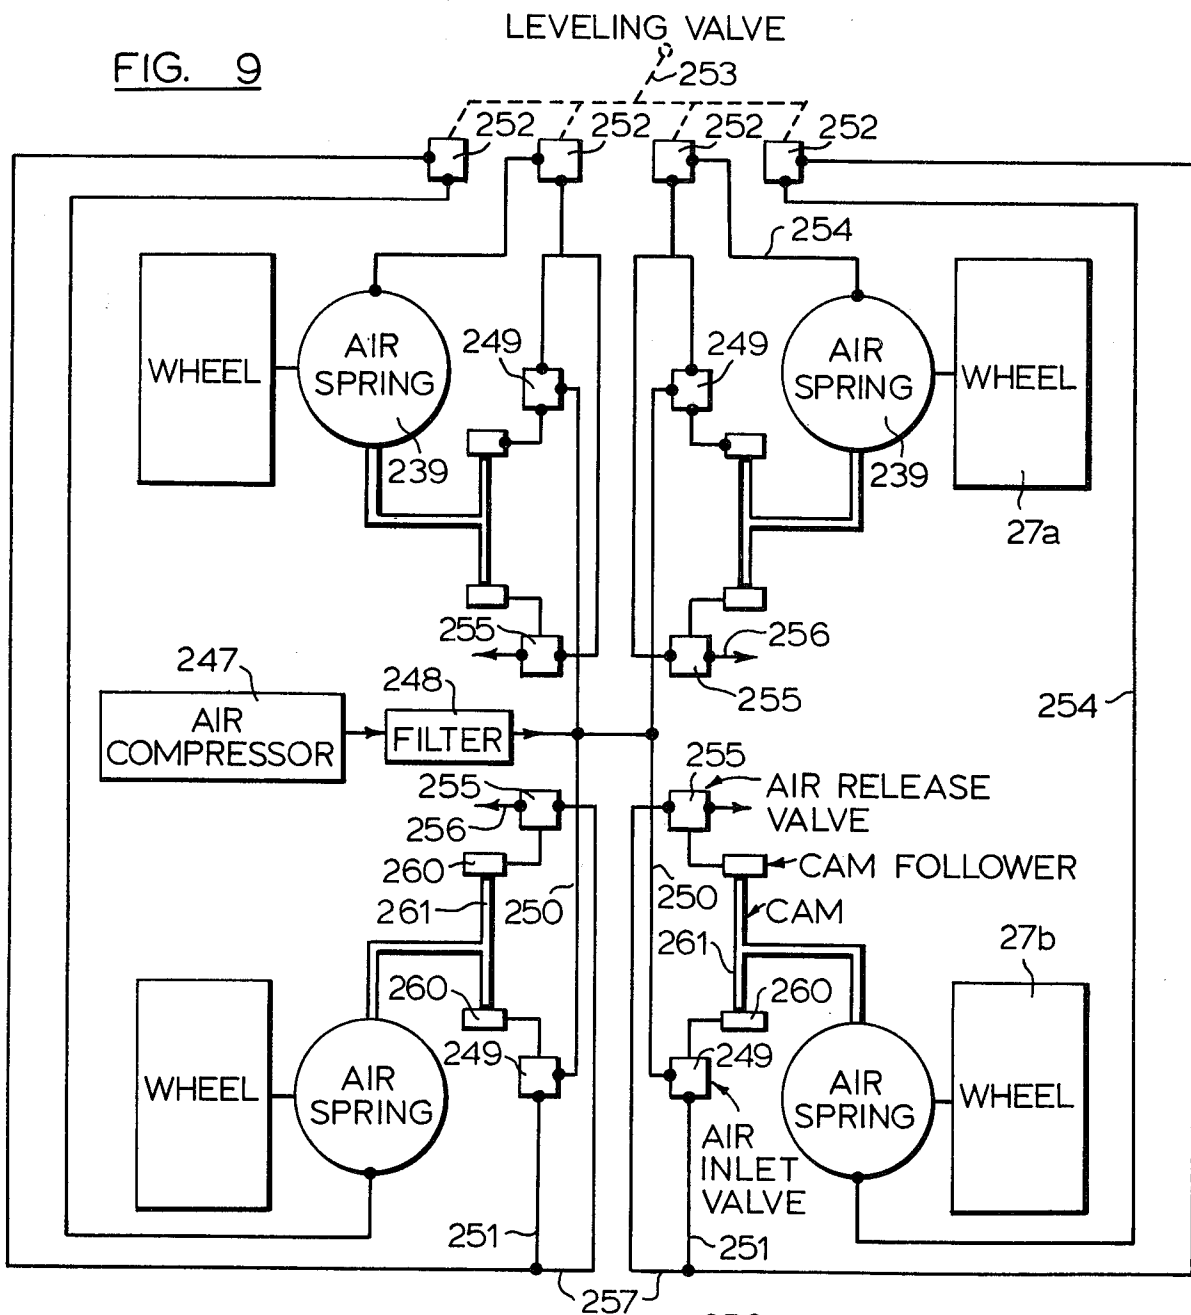 LEVELING VALVE
FIG. 9
253
252
252
252
252
254
WHEEL
AIR
SPRING
249
249
AIR
SPRING
WHEEL
239
239
27a
255
256
247
248
255
254
AIR
COMPRESSOR
FILTER
255
255
AIR RELEASE
VALVE
256
260
CAM FOLLOWER
261
250
250
CAM
261
27b
260
260
WHEEL
AIR
SPRING
249
249
AIR
SPRING
WHEEL
AIR
INLET
VALVE
251
251
257